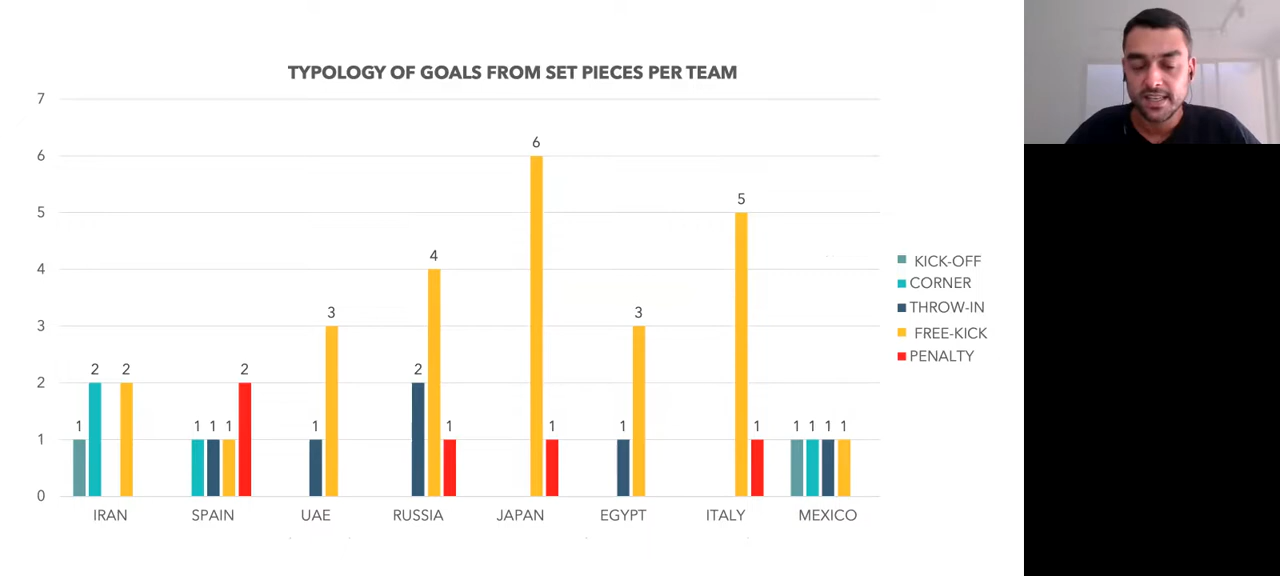 TYPOLOGY OF GOALS FROM SET PIECES PER TEAM
7
6
5
4
3
2
1
0
1 2 2
1 1 1 2
1 3
2 4 1
6 1
1 3
5 1
1 1 1 1
IRAN SPAIN UAE RUSSIA JAPAN EGYPT ITALY MEXICO
KICK-OFF
CORNER
THROW-IN
FREE-KICK
PENALTY